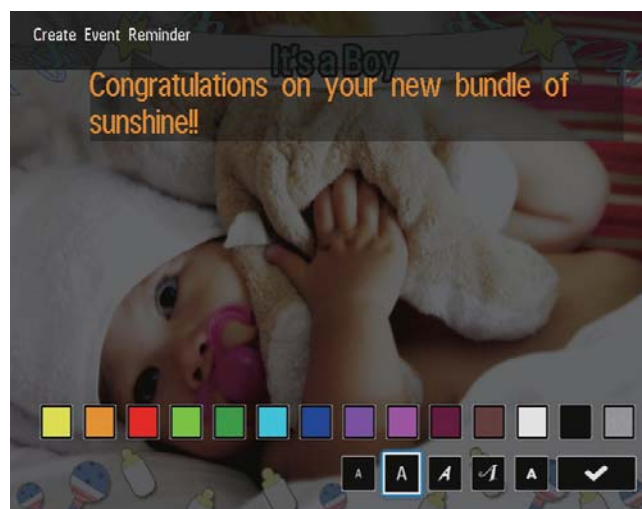 Create Event Reminder
It's a Boy
Congratulations on your new bundle of
sunshine!!
A A A A A